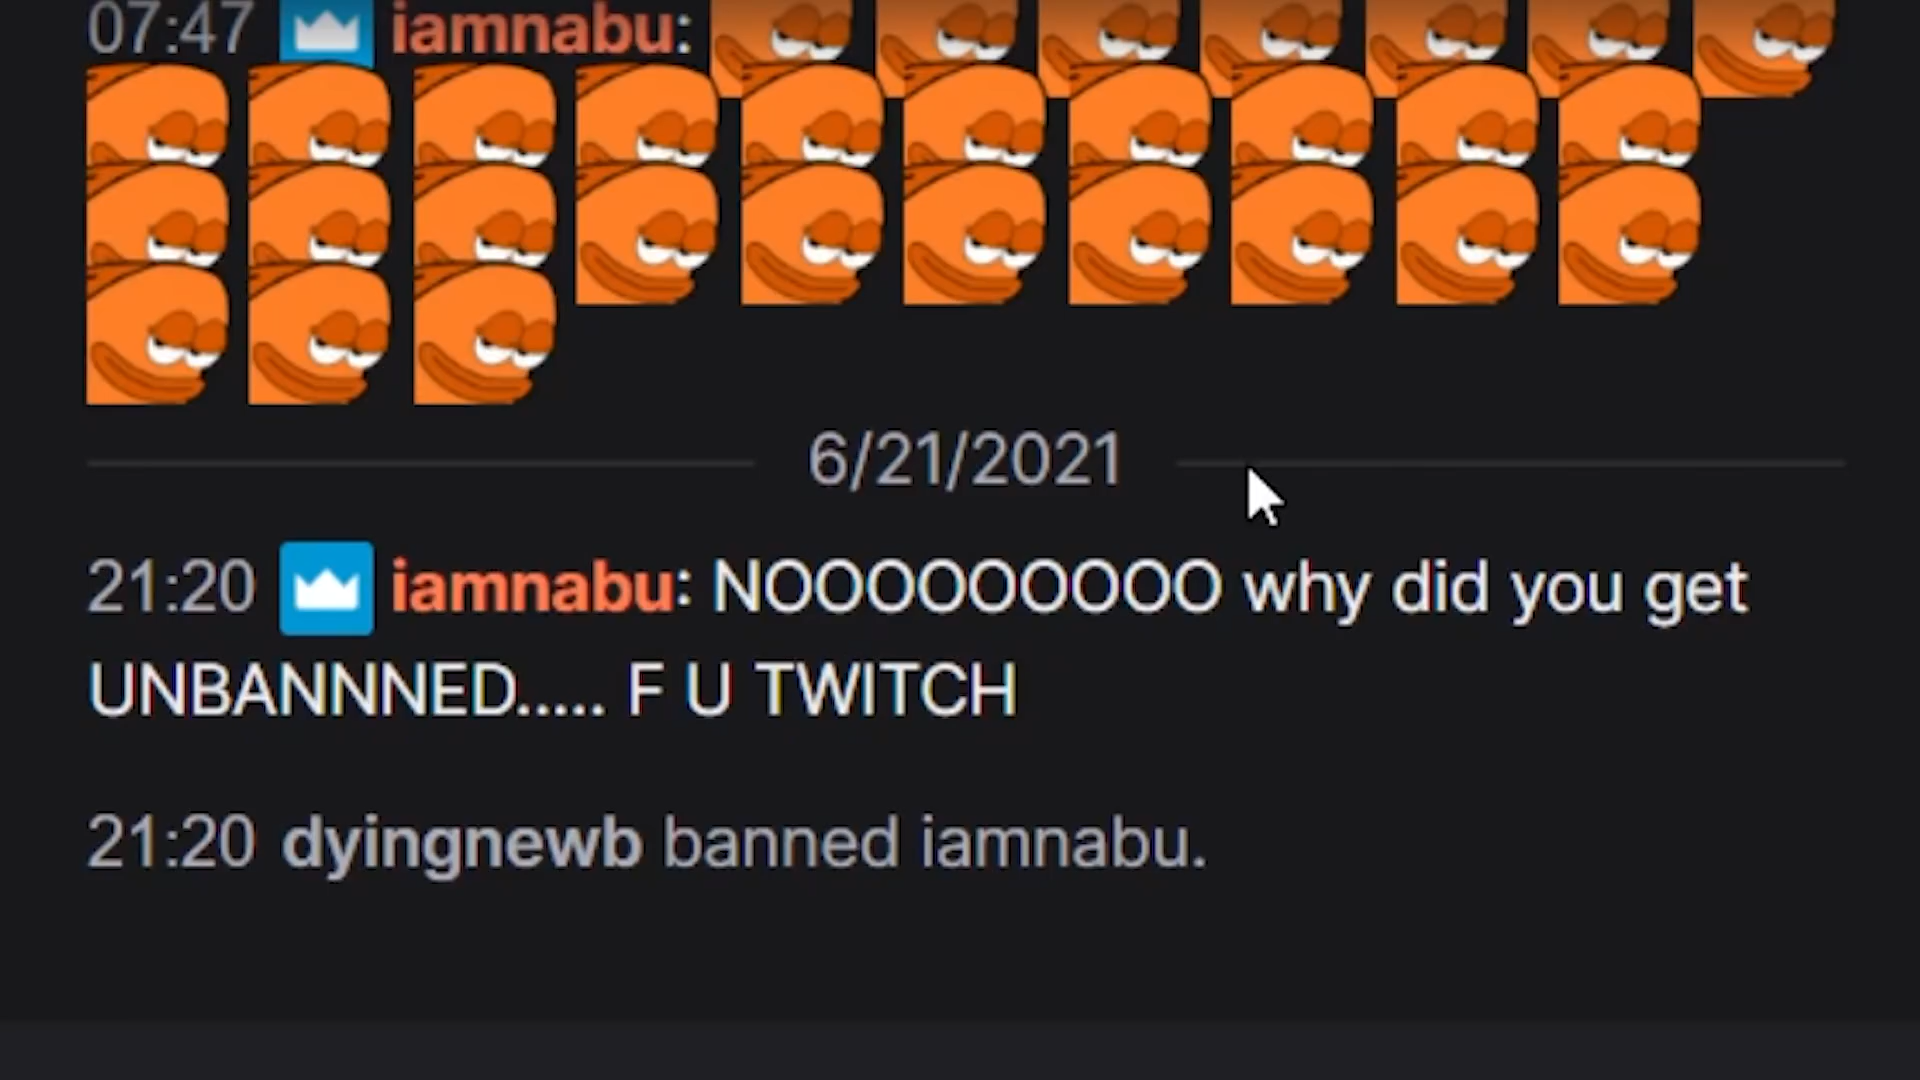 07:47 iamnabu:
6/21/2021
21:20 iamnabu: NOOOOOOOOO why did you get
UNBANNNED..... F U TWITCH
21:20 dyingnewb banned iamnabu.